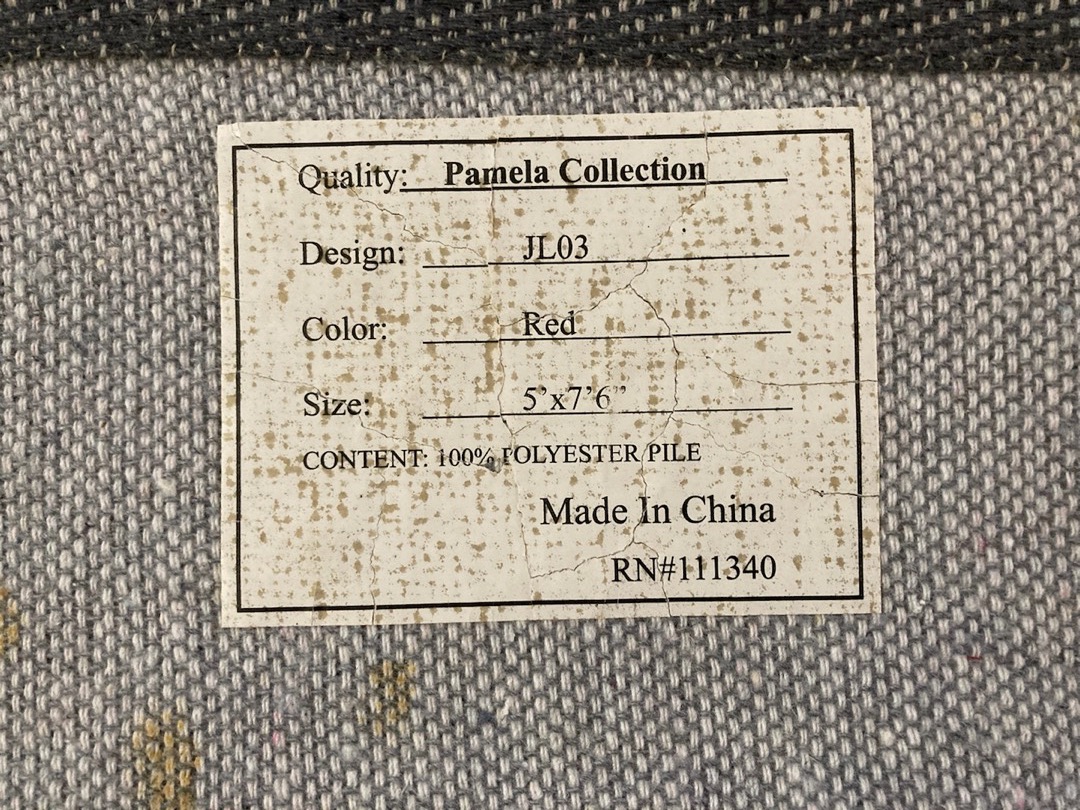 Quality: Pamela Collection
Design: JL03
Color: Red
Size: 5’x7’6”
CONTENT: 100% POLYESTER PILE
Made In China
RN#111340